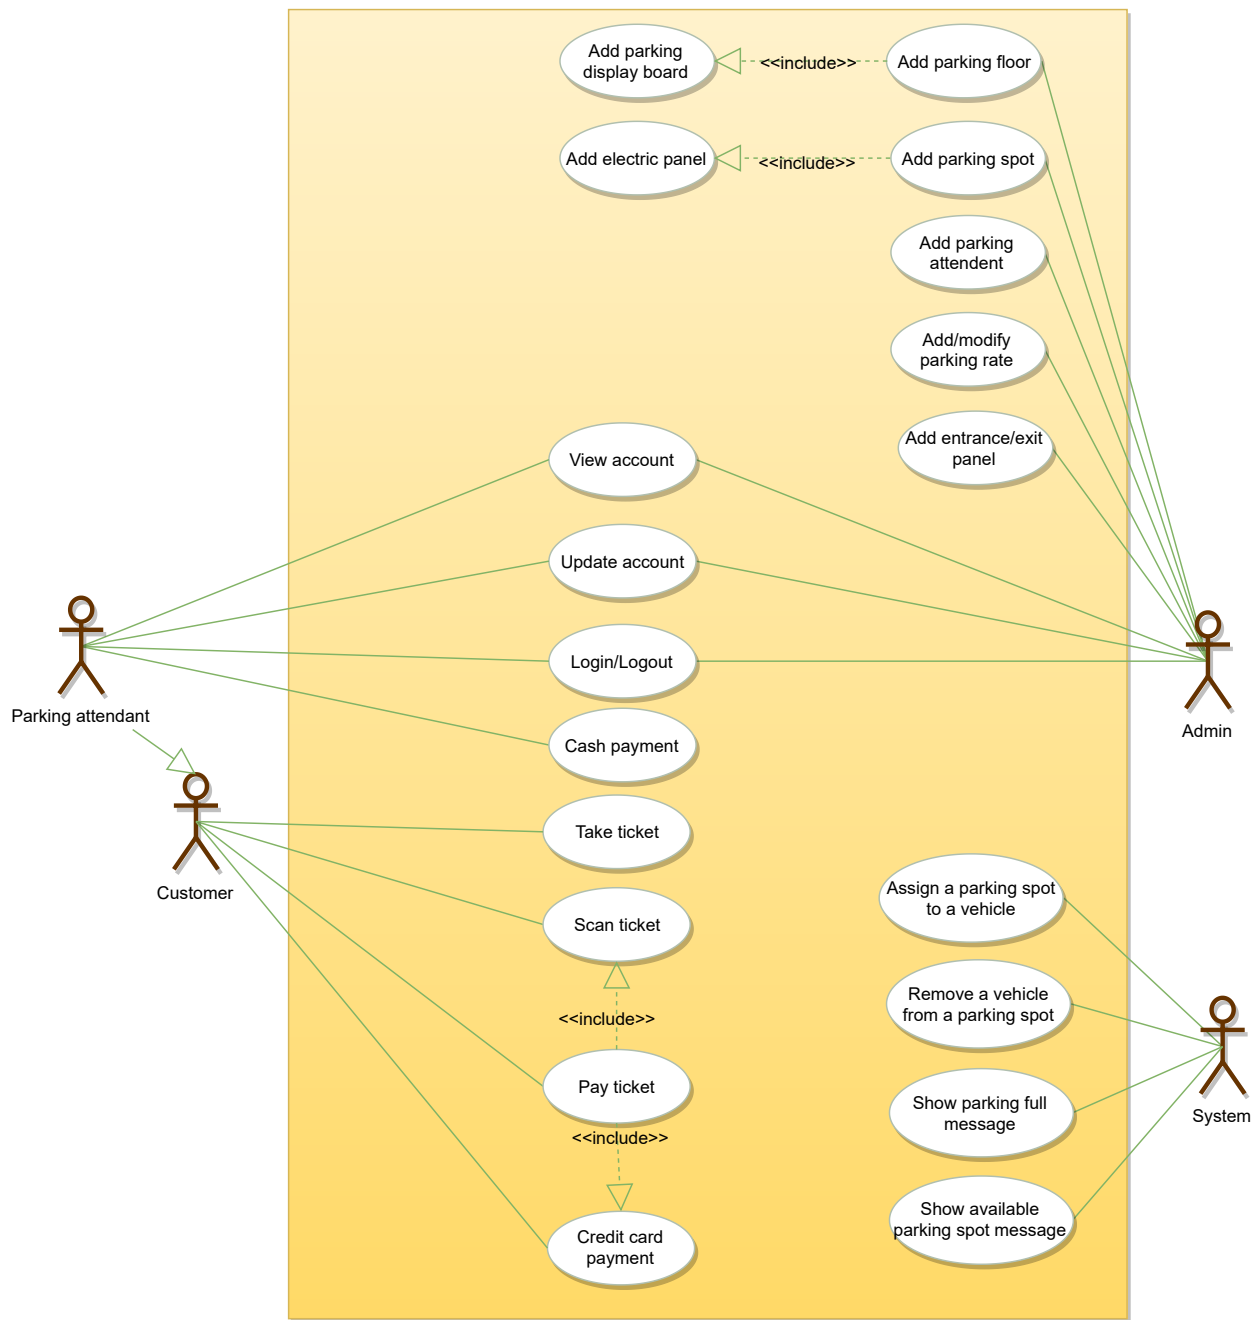 Add parking
display board
<<include>>
Add parking floor
Add electric panel
<<include>>
Add parking spot
Add parking
attendent
Add/modify
parking rate
Add entrance/exit
panel
View account
Update account
Login/Logout
Parking attendant
Admin
Cash payment
Take ticket
Customer
Scan ticket
Assign a parking spot
to a vehicle
<<include>>
Remove a vehicle
from a parking spot
Pay ticket
Show parking full
message
System
<<include>>
Show available
parking spot message
Credit card
payment